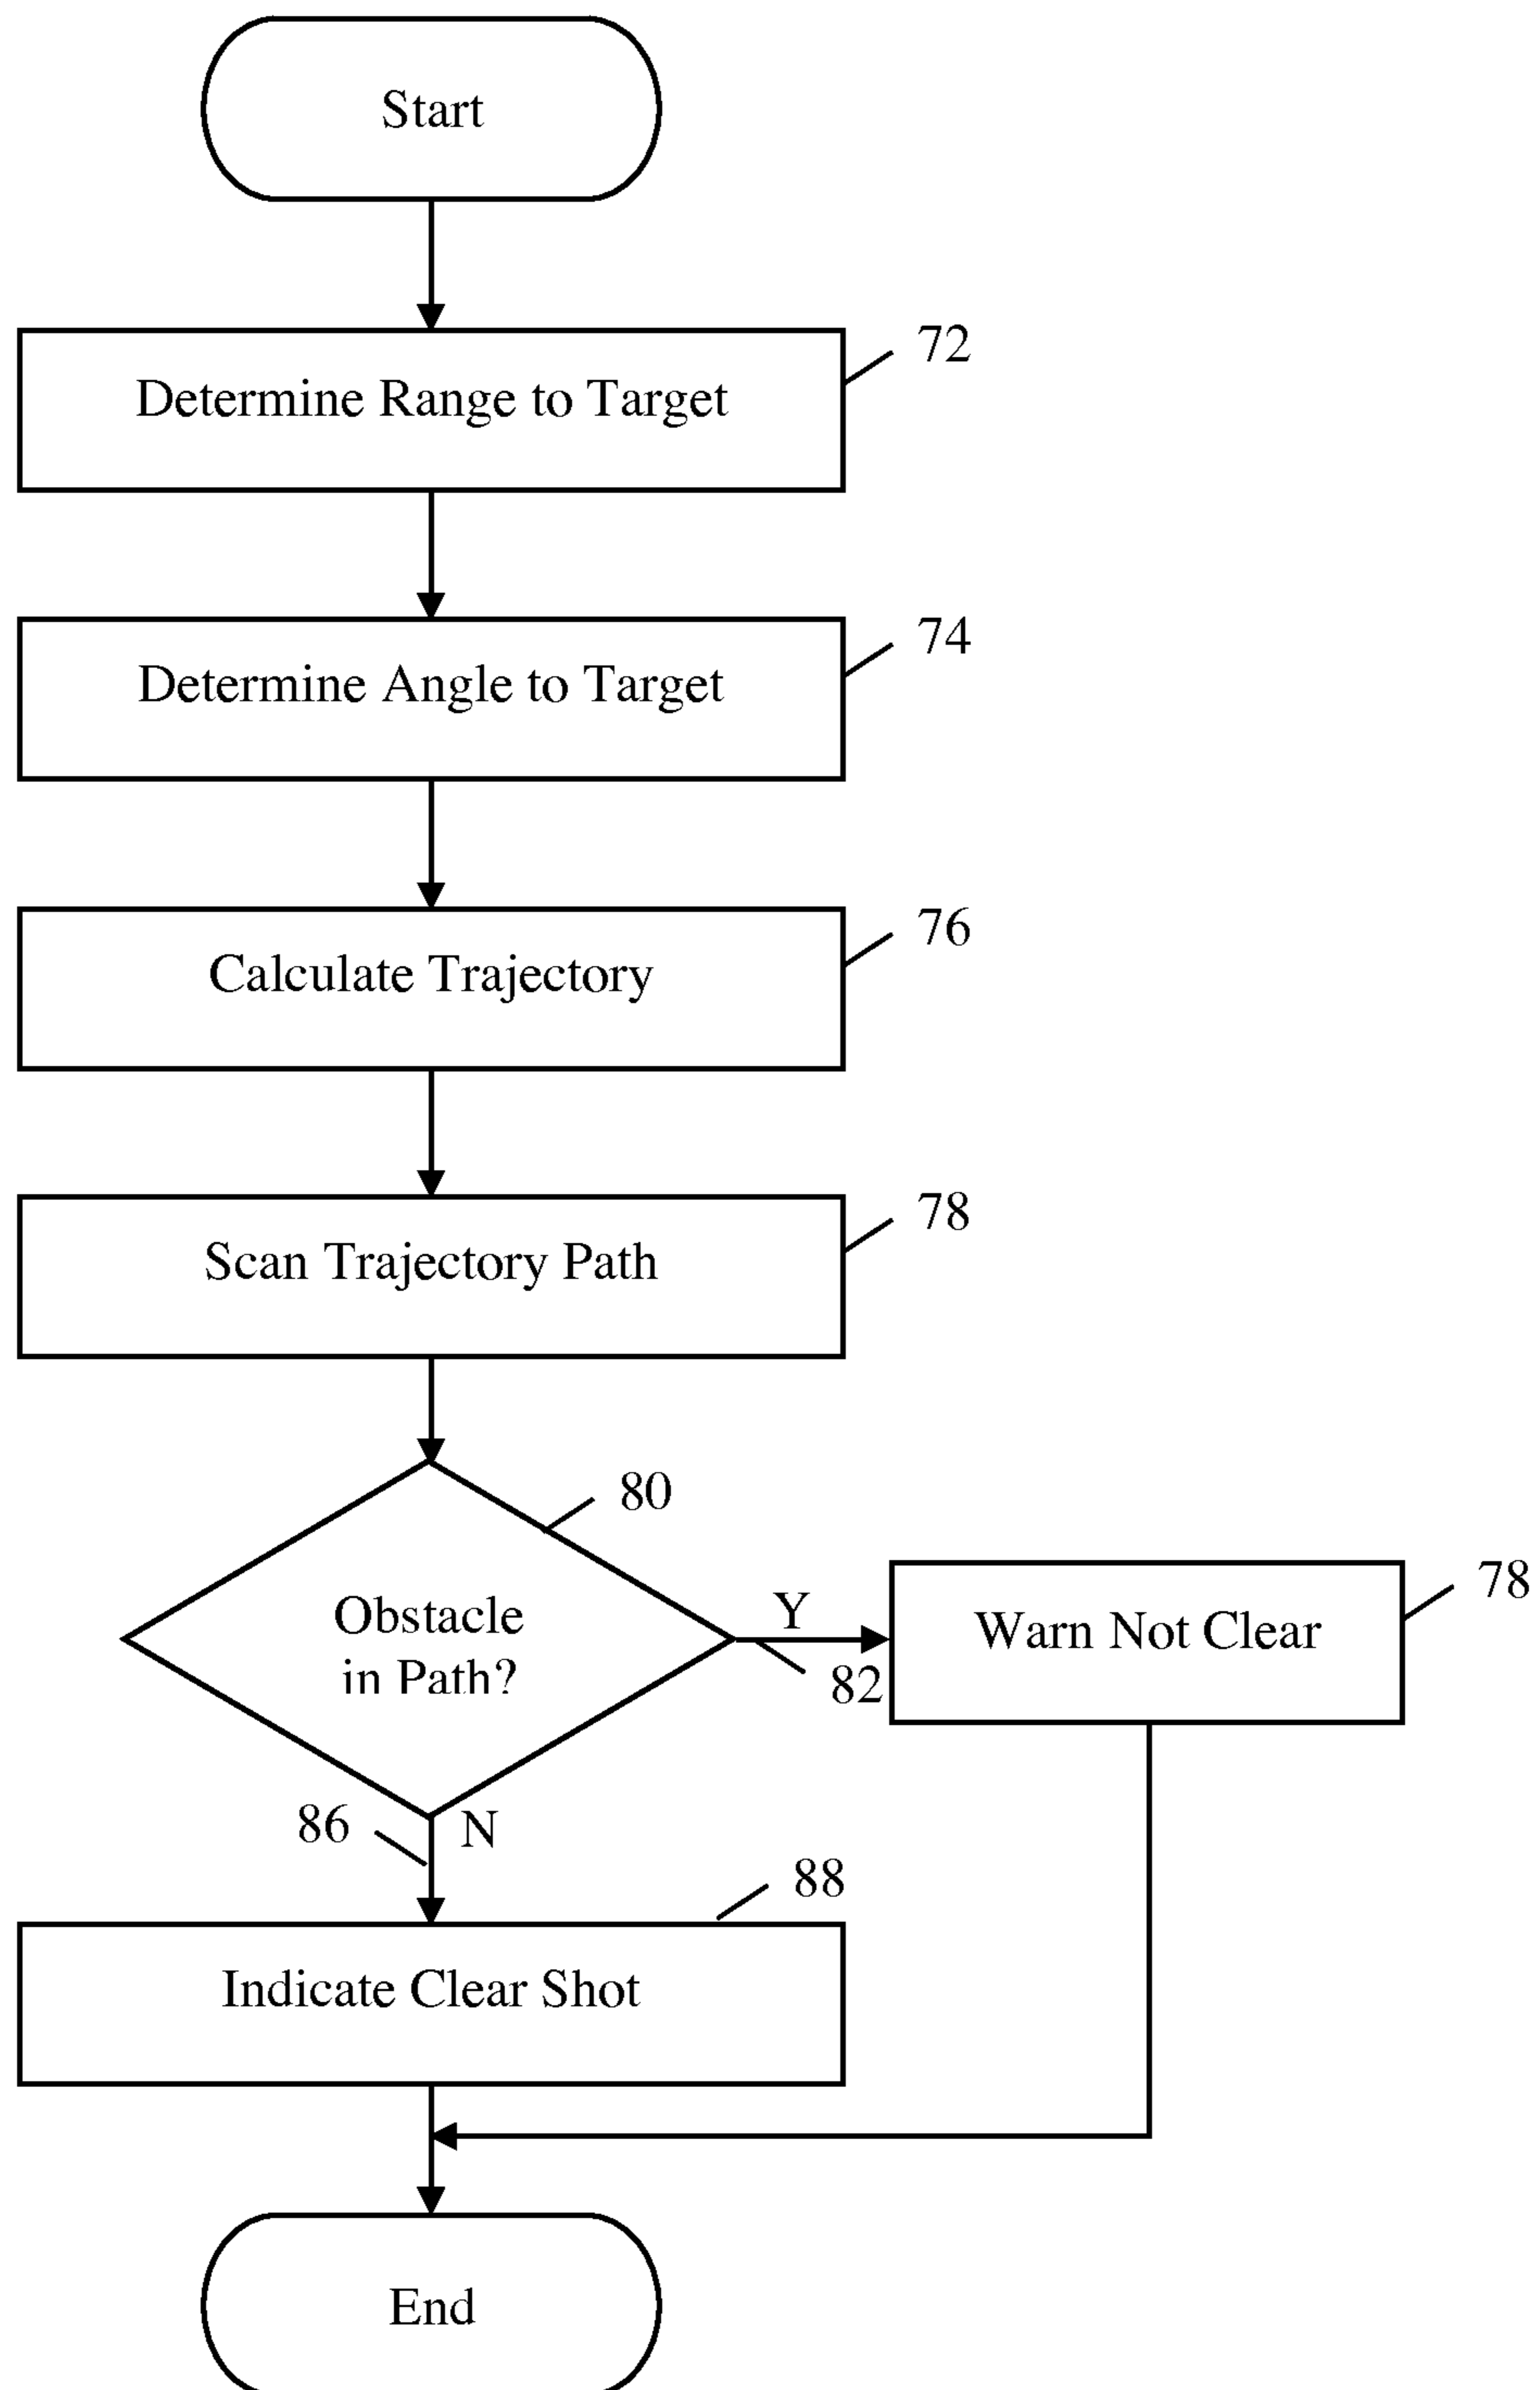 Start
72
Determine Range to Target
74
Determine Angle to Target
76
Calculate Trajectory
78
Scan Trajectory Path
80
Obstacle
in Path?
Y
82
78
Warn Not Clear
86
N
88
Indicate Clear Shot
End